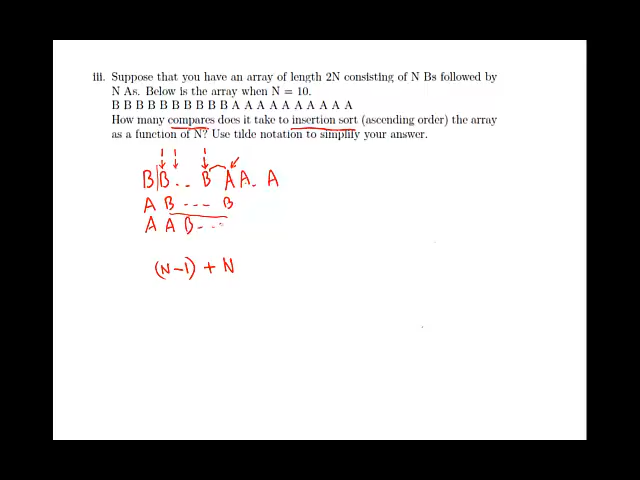 iii. Suppose that you have an array of length 2N consisting of N Bs followed by
N As. Below is the array when N = 10.
B B B B B B B B B B A A A A A A A A A A
How many compares does it take to insertion sort (ascending order) the array
as a function of N? Use tilde notation to simplify your answer.
B B . . B A A . A
A B - - - B
A A B - - -
(N-1) + N